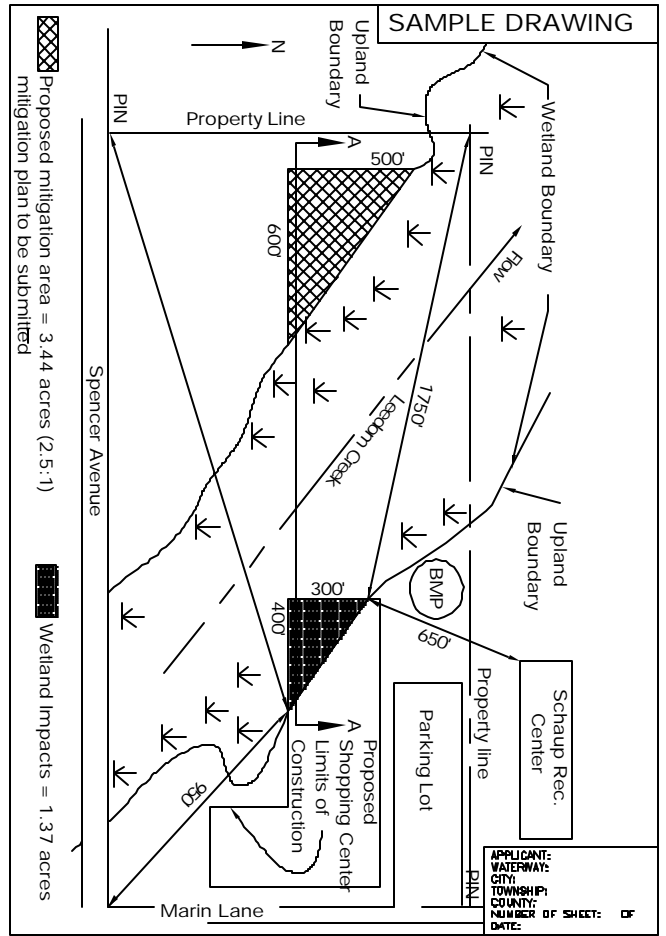 SAMPLE DRAWING
N
Upland
Boundary
Wetland Boundary
PIN
Property Line
PIN
A
500'
600'
Flow
1750'
Leedom Creek
Upland
Boundary
BMP
300'
400'
650'
Schaup Rec.
Center
Property line
Parking Lot
A
Proposed
Shopping Center
Limits of
Construction
950'
PIN
Marin Lane
Spencer Avenue
Proposed mitigation area = 3.44 acres (2.5:1)
mitigation plan to be submitted
Wetland Impacts = 1.37 acres
APPLICANT:
WATERWAY:
CITY:
TOWNSHIP:
COUNTY:
NUMBER OF SHEET: OF
DATE: